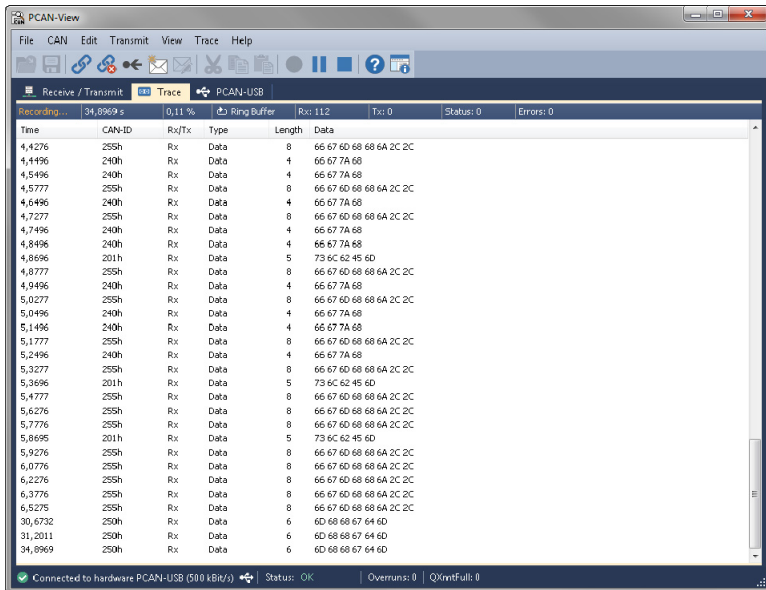 PCAN-View
File CAN Edit Transmit View Trace Help
Receive / Transmit Trace PCAN-USB
Recording... 34,8969 s 0,11 % Ring Buffer Rx: 112 Tx: 0 Status: 0 Errors: 0
Time CAN-ID Rx/Tx Type Length Data
4,4276 255h Rx Data 8 66 67 6D 68 68 6A 2C 2C
4,4496 240h Rx Data 4 66 67 7A 68
4,5496 240h Rx Data 4 66 67 7A 68
4,5777 255h Rx Data 8 66 67 6D 68 68 6A 2C 2C
4,6496 240h Rx Data 4 66 67 7A 68
4,7277 255h Rx Data 8 66 67 6D 68 68 6A 2C 2C
4,7496 240h Rx Data 4 66 67 7A 68
4,8496 240h Rx Data 4 66 67 7A 68
4,8696 201h Rx Data 5 73 6C 62 45 6D
4,8777 255h Rx Data 8 66 67 6D 68 68 6A 2C 2C
4,9496 240h Rx Data 4 66 67 7A 68
5,0277 255h Rx Data 8 66 67 6D 68 68 6A 2C 2C
5,0496 240h Rx Data 4 66 67 7A 68
5,1496 240h Rx Data 4 66 67 7A 68
5,1777 255h Rx Data 8 66 67 6D 68 68 6A 2C 2C
5,2496 240h Rx Data 4 66 67 7A 68
5,3277 255h Rx Data 8 66 67 6D 68 68 6A 2C 2C
5,3696 201h Rx Data 5 73 6C 62 45 6D
5,4777 255h Rx Data 8 66 67 6D 68 68 6A 2C 2C
5,6276 255h Rx Data 8 66 67 6D 68 68 6A 2C 2C
5,7776 255h Rx Data 8 66 67 6D 68 68 6A 2C 2C
5,8695 201h Rx Data 5 73 6C 62 45 6D
5,9276 255h Rx Data 8 66 67 6D 68 68 6A 2C 2C
6,0776 255h Rx Data 8 66 67 6D 68 68 6A 2C 2C
6,2276 255h Rx Data 8 66 67 6D 68 68 6A 2C 2C
6,3776 255h Rx Data 8 66 67 6D 68 68 6A 2C 2C
6,5275 255h Rx Data 8 66 67 6D 68 68 6A 2C 2C
30,6732 250h Rx Data 6 6D 68 68 67 64 6D
31,2011 250h Rx Data 6 6D 68 68 67 64 6D
34,8969 250h Rx Data 6 6D 68 68 67 64 6D
Connected to hardware PCAN-USB (500 kBit/s) Status: OK Overruns: 0 QXmtFull: 0